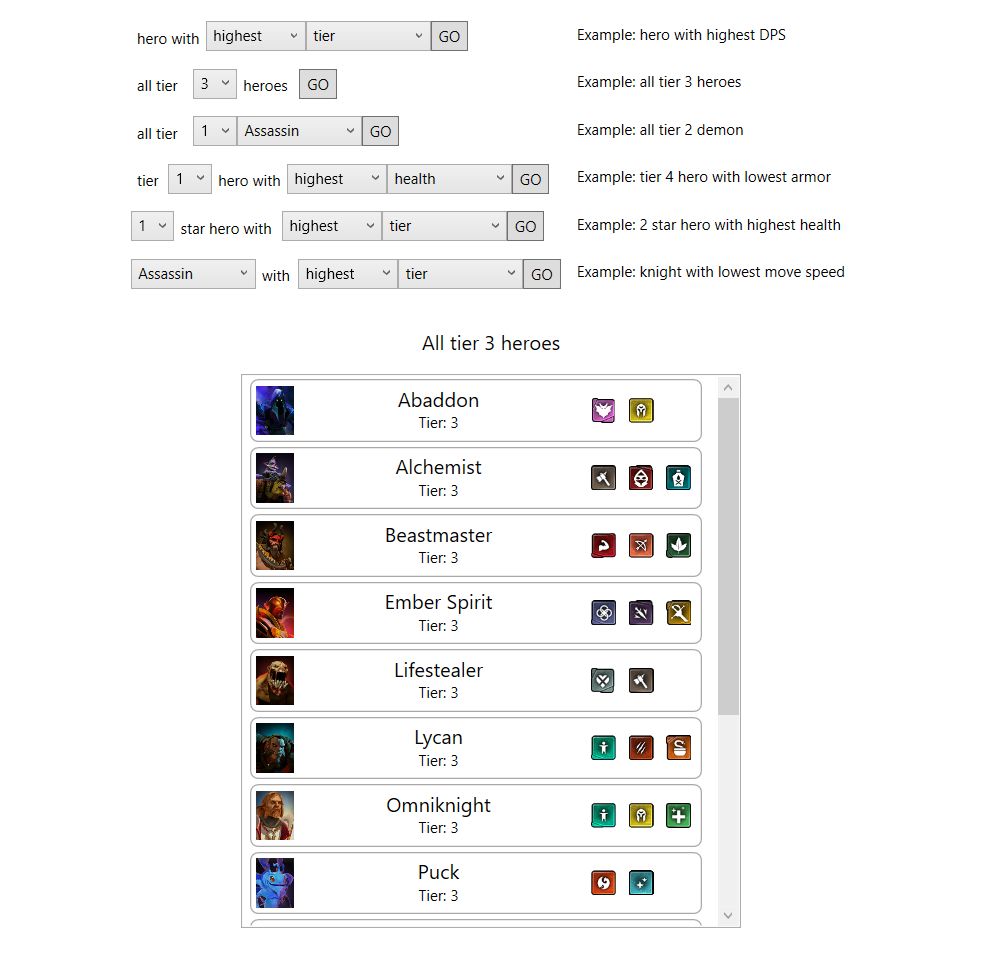 hero with highest tier GO Example: hero with highest DPS
all tier 3 heroes GO Example: all tier 3 heroes
all tier 1 Assassin GO Example: all tier 2 demon
tier 1 hero with highest health GO Example: tier 4 hero with lowest armor
1 star hero with highest tier GO Example: 2 star hero with highest health
Assassin with highest tier GO Example: knight with lowest move speed
All tier 3 heroes
Abaddon
Tier: 3
Alchemist
Tier: 3
Beastmaster
Tier: 3
Ember Spirit
Tier: 3
Lifestealer
Tier: 3
Lycan
Tier: 3
Omniknight
Tier: 3
Puck
Tier: 3